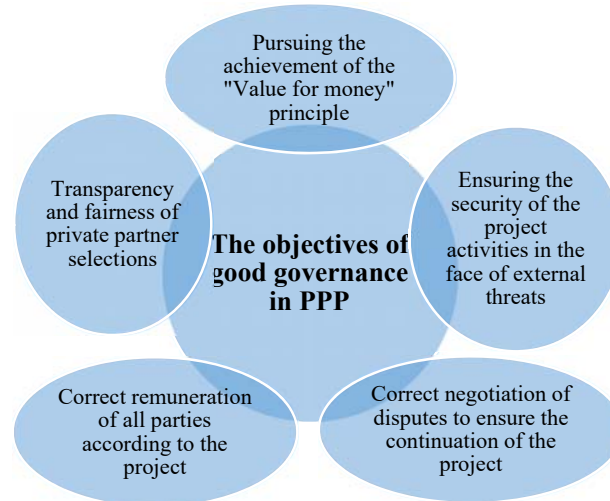 Pursuing the
achievement of the
"Value for money"
principle
Transparency
and fairness of
private partner
selections
Ensuring the
security of the
project
activities in the
face of external
threats
The objectives of
good governance
in PPP
Correct remuneration
of all parties
according to the
project
Correct negotiation of
disputes to ensure the
continuation of the
project